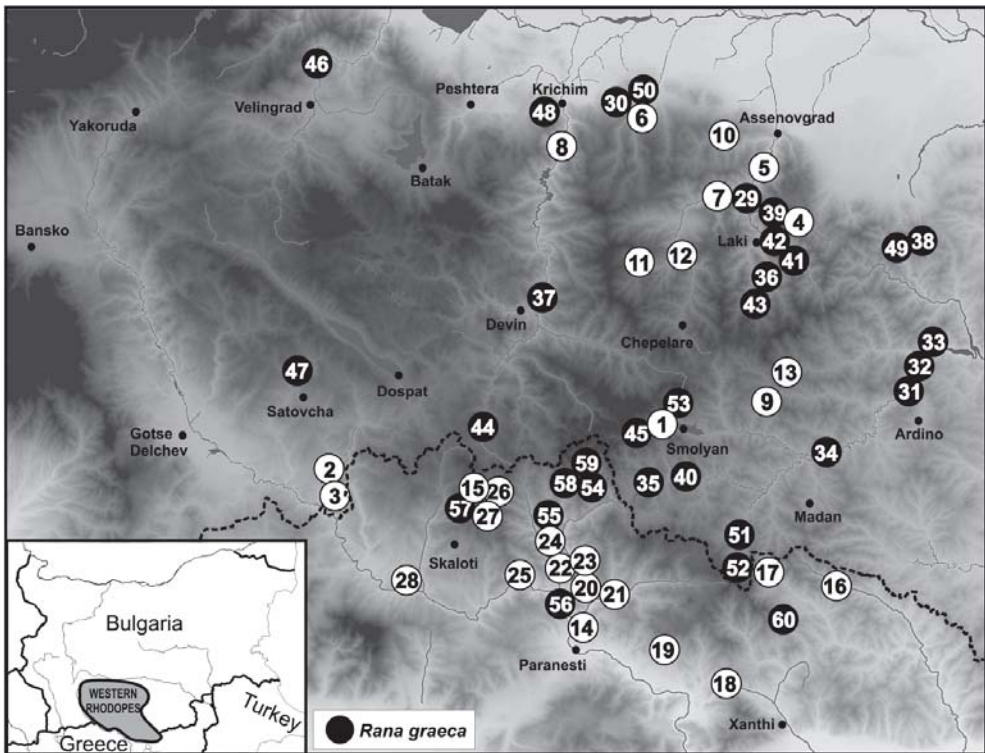 46
Velingrad
Yakoruda
Peshtera
Krichim
48
30
50
6
8
Batak
Assenovgrad
10
5
7
29
39
4
Laki
42
41
49
38
Bansko
11
12
36
43
37
Devin
Chepelare
33
32
31
Ardino
13
9
47
Satovcha
Dospat
Gotse
Delchev
44
53
45
1
Smolyan
34
2
3
15
26
57
27
59
58
54
35
40
Madan
55
24
Skaloti
22
23
25
28
20
21
56
14
Paranesti
51
52
17
16
60
19
18
Xanthi
Bulgaria
WESTERN
RHODOPES
Greece
Turkey
Rana graeca